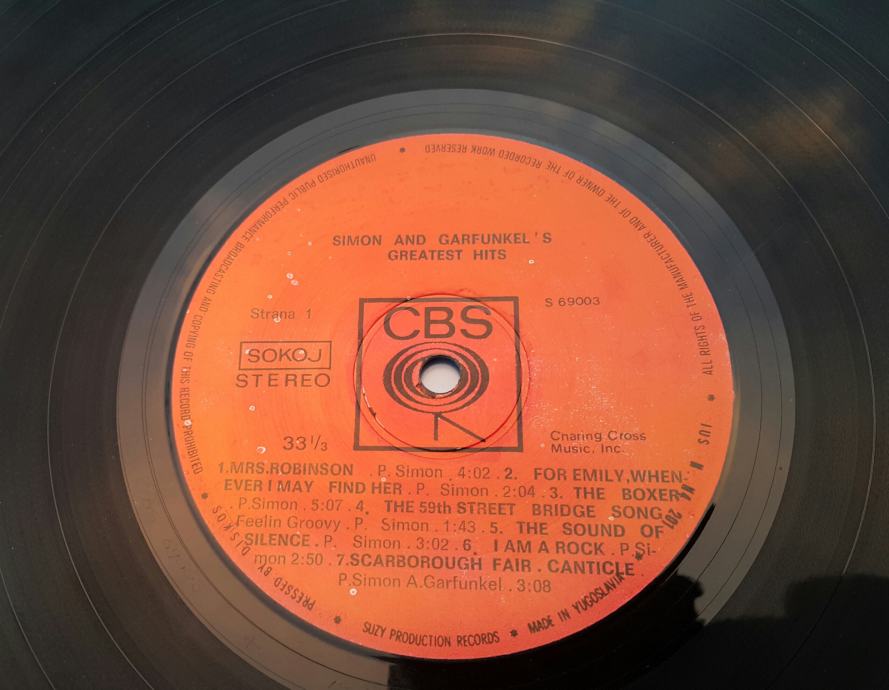 SIMON AND GARFUNKEL'S
GREATEST HITS
Strana 1
S 69003
CBS
SOKOJ
STEREO
33 1/3
Charing Cross
Music, Inc.
1.MRS.ROBINSON . P. Simon . 4:02 . 2. FOR EMILY,WHEN-
EVER I MAY FIND HER . P. Simon . 2:04 . 3. THE BOXER
. P.Simon . 5:07 . 4. THE 59th STREET BRIDGE SONG
Feelin Groovy . P. Simon . 1:43 . 5. THE SOUND OF
SILENCE . P. Simon . 3:02 . 6. I AM A ROCK . P.Si-
mon 2:50 . 7.SCARBOROUGH FAIR . CANTICLE
P.Simon A.Garfunkel . 3:08
UNAUTHORISED PUBLIC PERFORMANCE BROADCASTING AND COPYING OF THIS RECORD PROHIBITED
ALL RIGHTS OF THE MANUFACTURER AND OF THE OWNER OF THE RECORDED WORK RESERVED
PRESSED BY DISKOS
SUZY PRODUCTION RECORDS * MADE IN YUGOSLAVIA
JUS